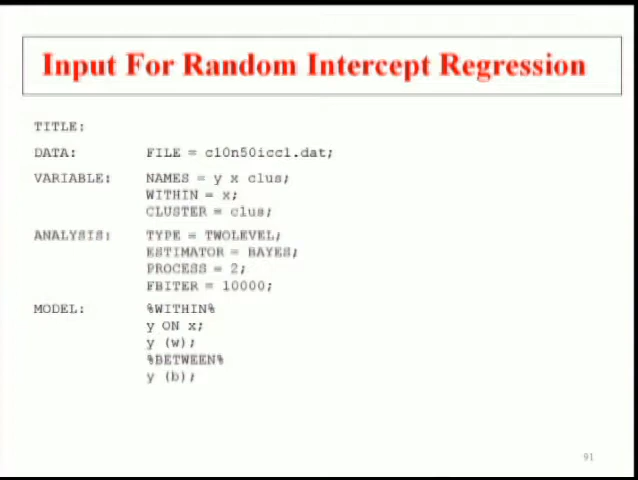 Input For Random Intercept Regression
TITLE:
DATA: FILE = c10n50icc1.dat;
VARIABLE: NAMES = y x clus;
WITHIN = x;
CLUSTER = clus;
ANALYSIS: TYPE = TWOLEVEL;
ESTIMATOR = BAYES;
PROCESS = 2;
FBITER = 10000;
MODEL: %WITHIN%
y ON x;
y (w);
%BETWEEN%
y (b);
91